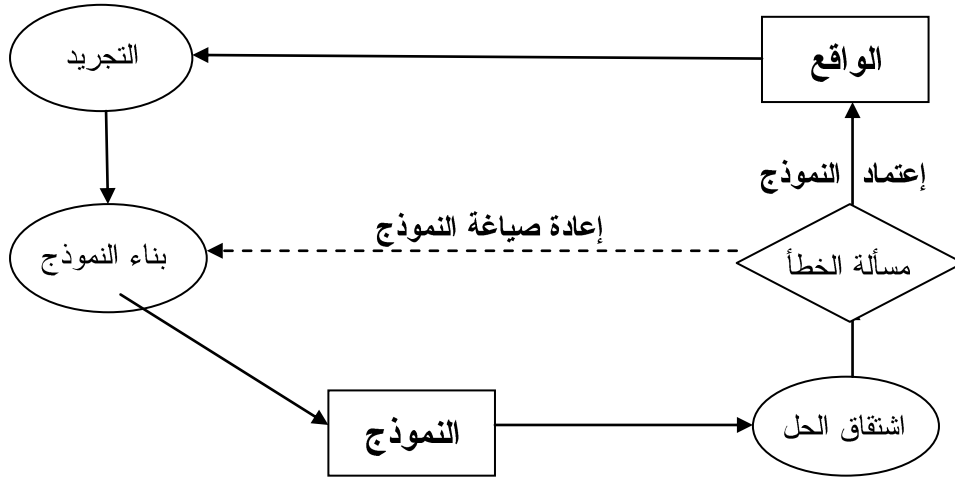 الواقع
التجريد
إعتماد النموذج
إعادة صياغة النموذج
مسألة الخطأ
بناء النموذج
اشتقاق الحل
النموذج